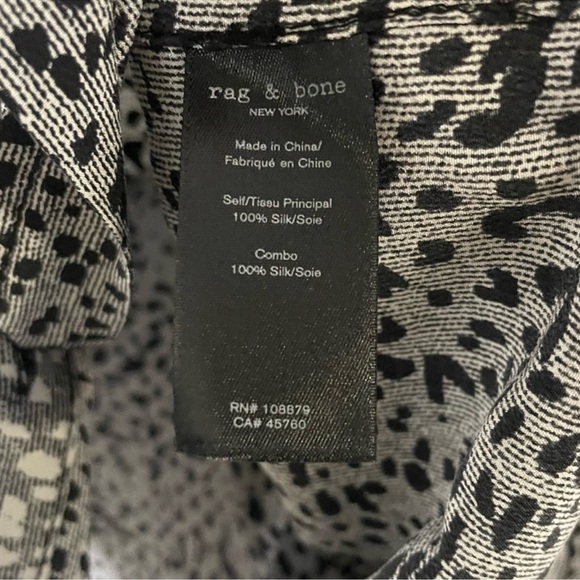 rag & bone
NEW YORK
Made in China/
Fabriqué en Chine
Self/Tissu Principal
100% Silk/Soie
Combo
100% Silk/Soie
RN# 108879
CA# 45760